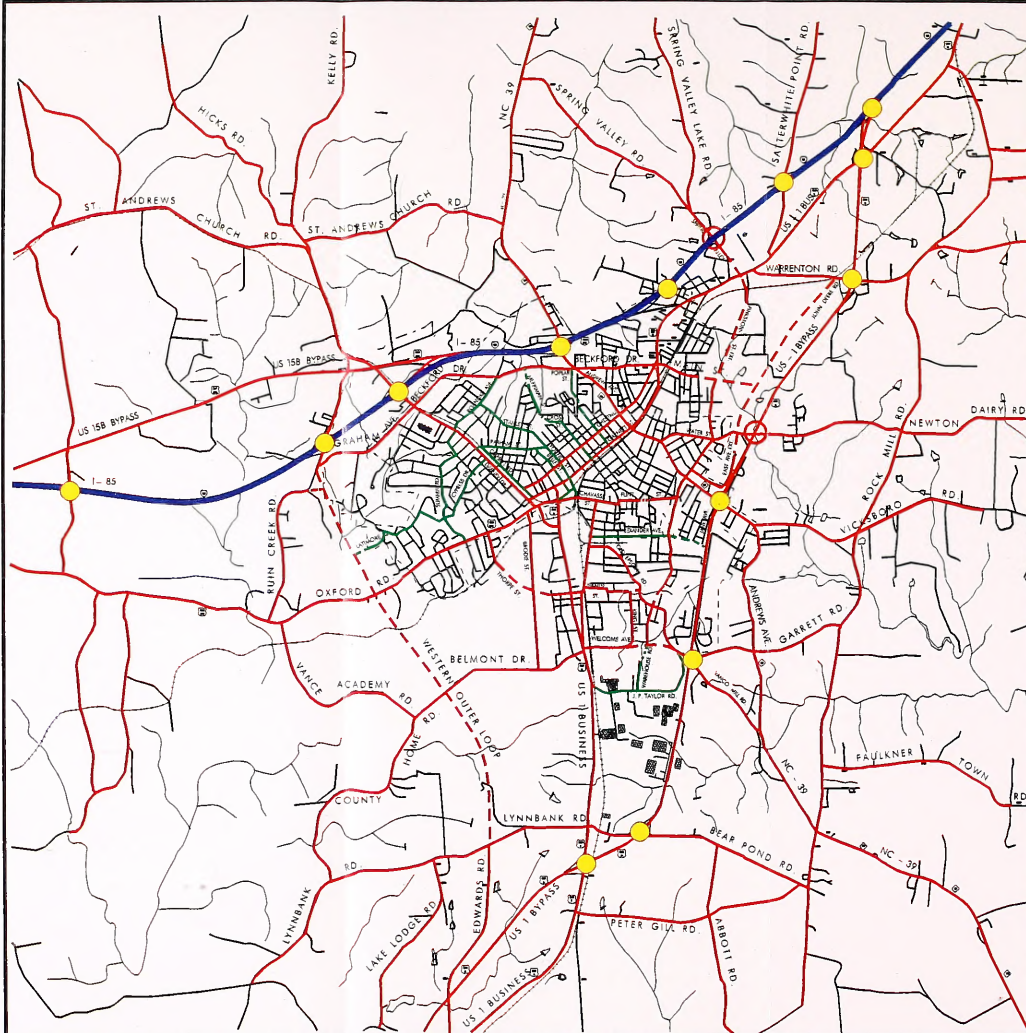 KELLY RD.
HICKS RD.
NC 39
SPRING VALLEY RD
SPRING VALLEY LAKE RD.
SATTERWHITE POINT RD.
ST. ANDREWS
CHURCH RD.
ST. ANDREWS CHURCH RD
I-85
US 1 BUS
WARRENTON RD.
US 15B BYPASS
I-85
BECKFORD DR.
BECKFORD DR
US-1 BYPASS
US 15B BYPASS
GRAHAM AVE.
NEWTON
DAIRY RD
I-85
ROCK MILL RD.
VICKSBORO RD
RUIN CREEK RD.
CHAVASSE
OXFORD RD
ANDREWS AVE.
GARRETT RD
WELCOME AVE.
WESTERN OUTER LOOP
BELMONT DR.
VANCE ACADEMY RD.
J.P. TAYLOR RD.
US 1 BUSINESS
HOME RD.
NC-39
FAULKNER TOWN RD
COUNTY
LYNNBANK RD
BEAR POND RD
RD.
NC-39
LYNNBANK
EDWARDS RD
US 1 BYPASS
LAKE LODGE RD
PETER GILL RD.
ABBOTT RD.
US 1 BUSINESS